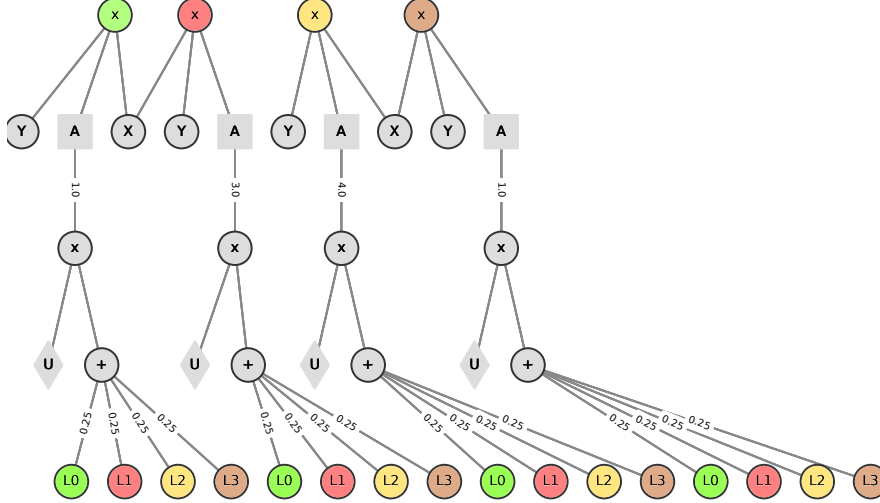 x x x x
Y A X Y A Y A X Y A
1.0 3.0 4.0 1.0
x x x x
U + U + U + U +
0.25 0.25 0.25 0.25 0.25 0.25 0.25 0.25 0.25 0.25 0.25 0.25 0.25 0.25 0.25 0.25
L0 L1 L2 L3 L0 L1 L2 L3 L0 L1 L2 L3 L0 L1 L2 L3